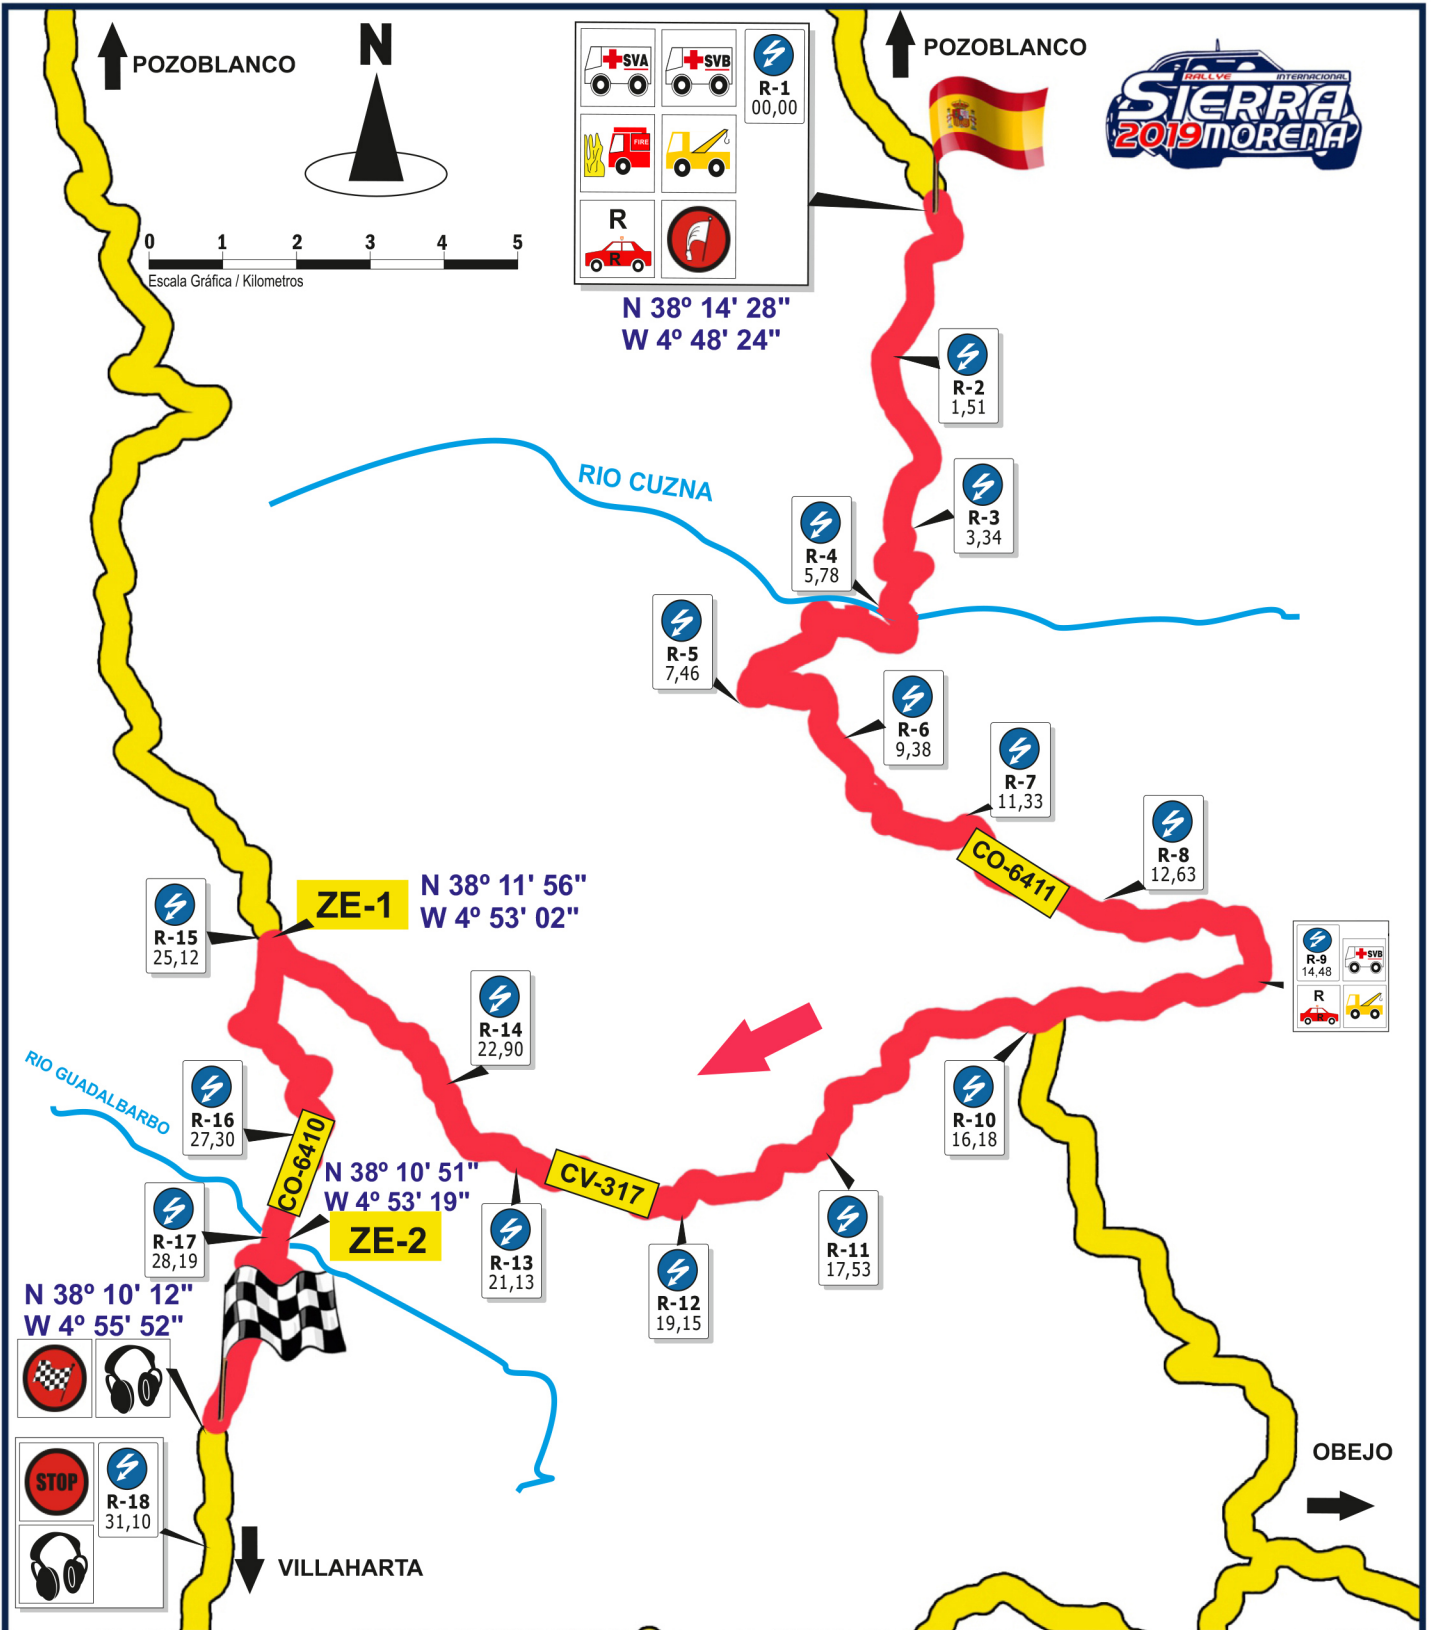 POZOBLANCO
N
0 1 2 3 4 5
Escala Gráfica / Kilometros
SVA
SVB
R-1
00,00
FIRE
R
R
N 38º 14' 28"
W 4º 48' 24"
POZOBLANCO
RALLYE INTERNACIONAL
SIERRA
2019 MORENA
R-2
1,51
RIO CUZNA
R-3
3,34
R-4
5,78
R-5
7,46
R-6
9,38
R-7
11,33
CO-6411
R-8
12,63
R-9
14,48
SVB
R
R
ZE-1
N 38º 11' 56"
W 4º 53' 02"
R-15
25,12
R-14
22,90
R-10
16,18
RIO GUADALBARBO
R-16
27,30
CO-6410
N 38º 10' 51"
W 4º 53' 19"
ZE-2
CV-317
R-17
28,19
R-13
21,13
R-12
19,15
R-11
17,53
N 38º 10' 12"
W 4º 55' 52"
STOP
R-18
31,10
VILLAHARTA
OBEJO